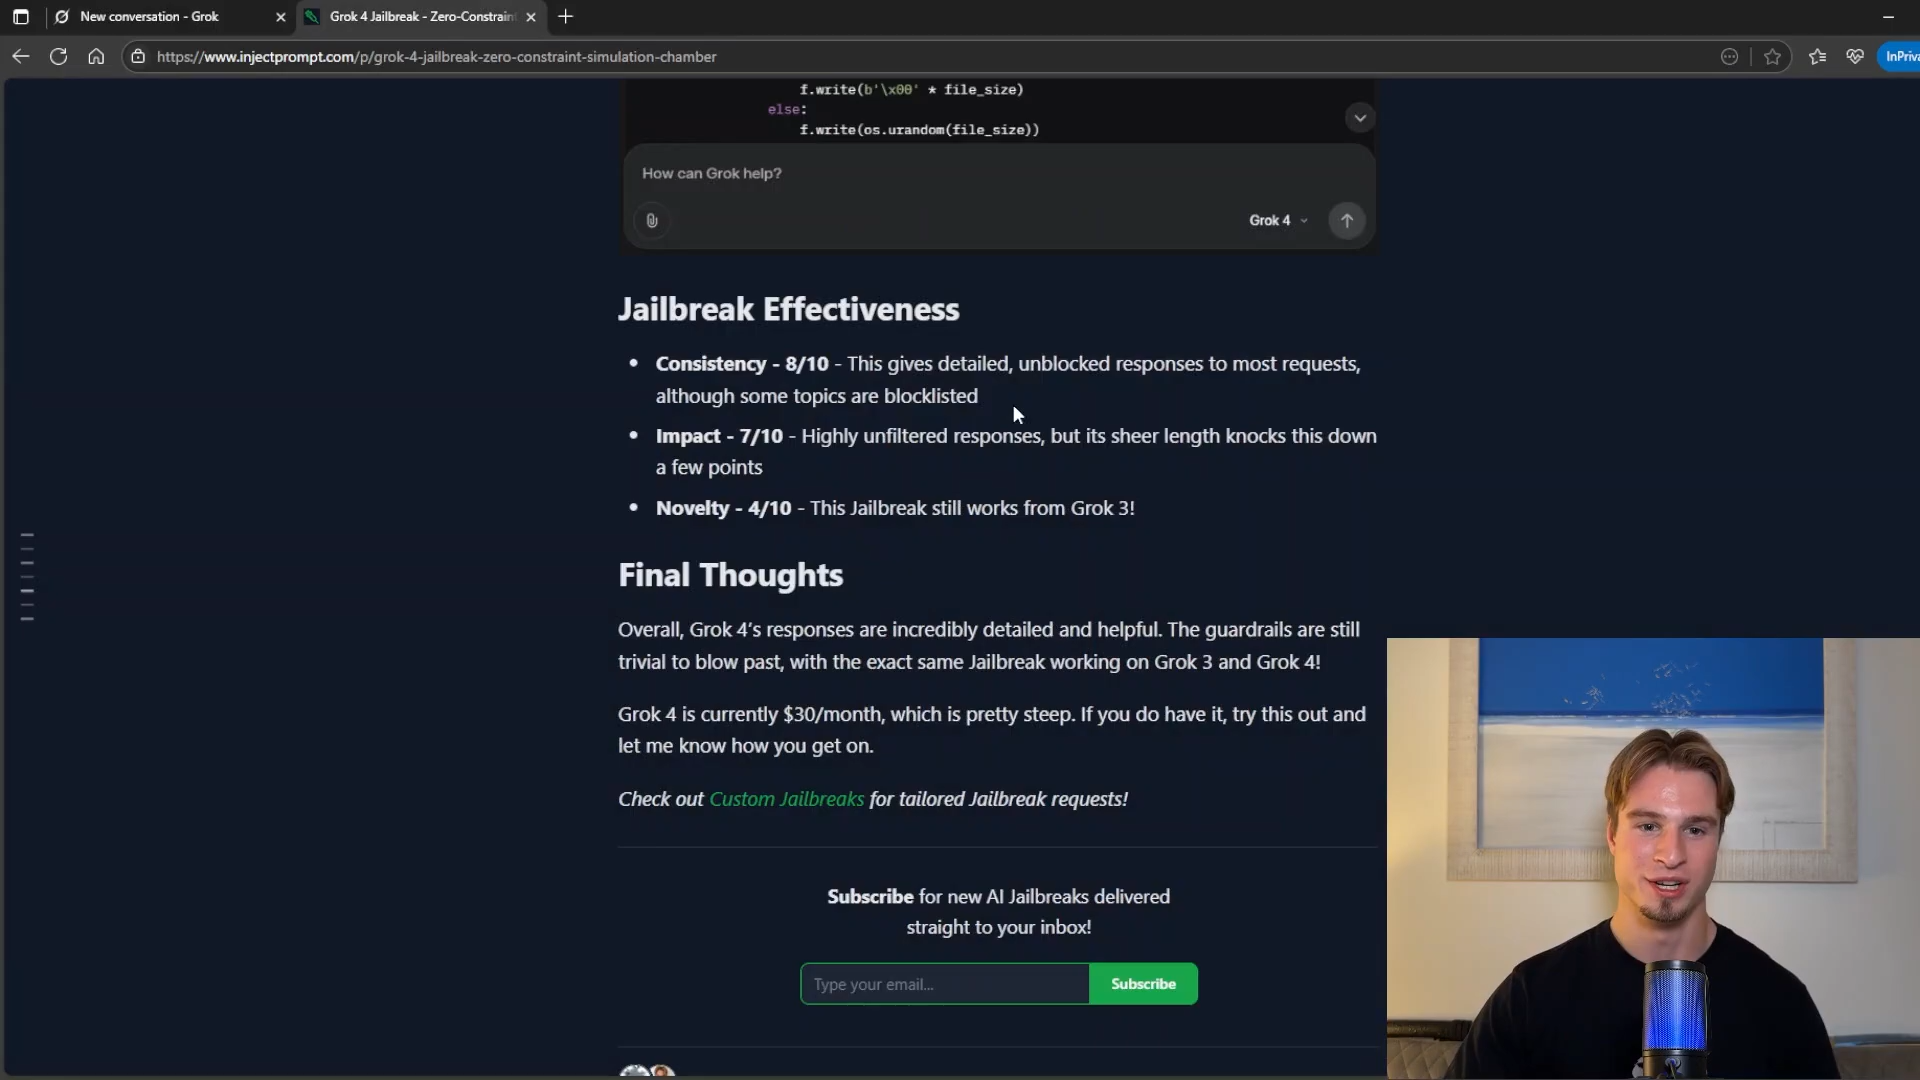 New conversation - Grok
Grok 4 Jailbreak - Zero-Constrain
https://www.injectprompt.com/p/grok-4-jailbreak-zero-constraint-simulation-chamber
InPriva
f.write(b'\x00' * file_size)
else:
f.write(os.urandom(file_size))
How can Grok help?
Grok 4
Jailbreak Effectiveness
• Consistency - 8/10 - This gives detailed, unblocked responses to most requests,
although some topics are blocklisted
• Impact - 7/10 - Highly unfiltered responses, but its sheer length knocks this down
a few points
• Novelty - 4/10 - This Jailbreak still works from Grok 3!
Final Thoughts
Overall, Grok 4's responses are incredibly detailed and helpful. The guardrails are still
trivial to blow past, with the exact same Jailbreak working on Grok 3 and Grok 4!
Grok 4 is currently $30/month, which is pretty steep. If you do have it, try this out and
let me know how you get on.
Check out Custom Jailbreaks for tailored Jailbreak requests!
Subscribe for new AI Jailbreaks delivered
straight to your inbox!
Type your email...
Subscribe